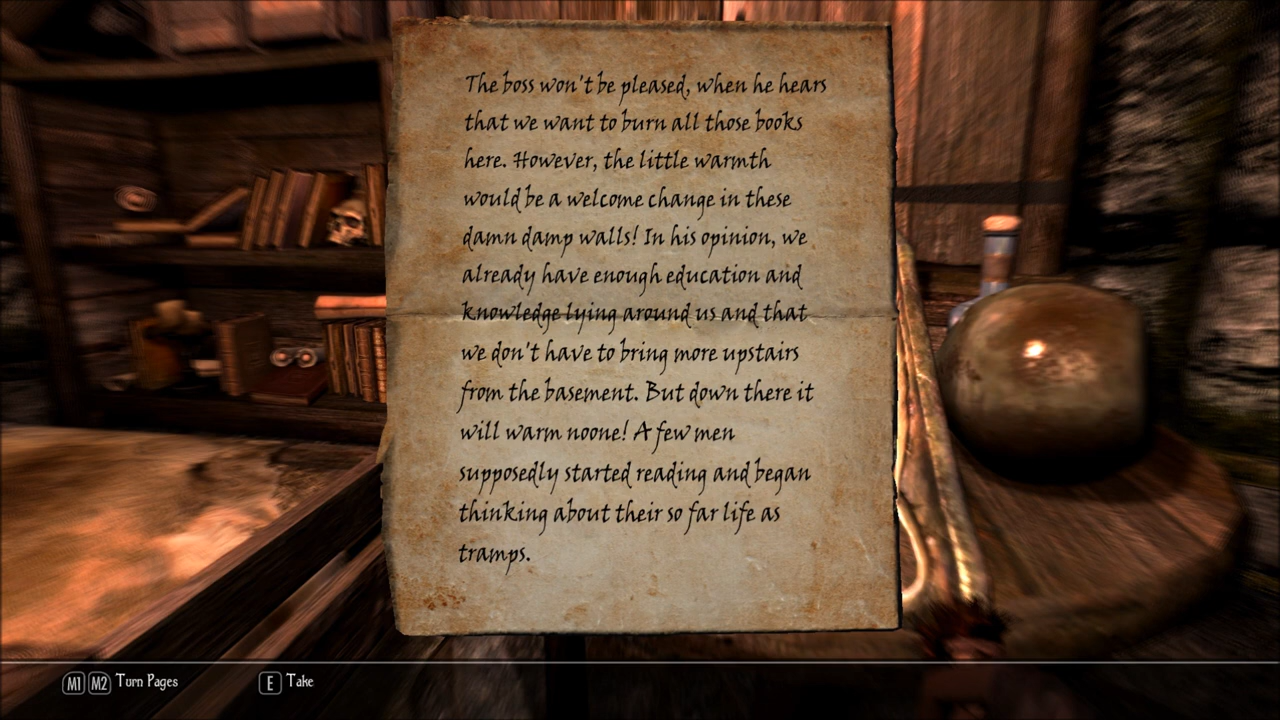 The boss won't be pleased, when he hears
that we want to burn all those books
here. However, the little warmth
would be a welcome change in these
damn damp walls! In his opinion, we
already have enough education and
knowledge lying around us and that
we don't have to bring more upstairs
from the basement. But down there it
will warm noone! A few men
supposedly started reading and began
thinking about their so far life as
tramps.
M1 M2 Turn Pages
E Take